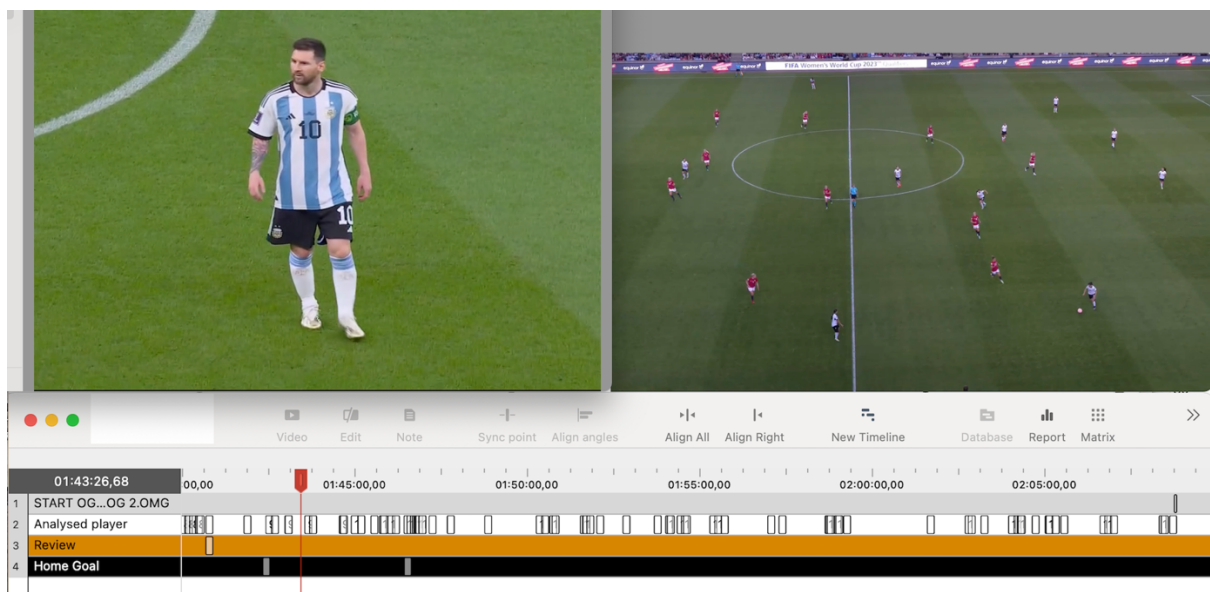 FIFA Women's World Cup 2023
10
10
Video
Edit
Note
Sync point
Align angles
Align All
Align Right
New Timeline
Database
Report
Matrix
01:43:26,68
:00,00
01:45:00,00
01:50:00,00
01:55:00,00
02:00:00,00
02:05:00,00
1 START OG...OG 2.OMG
2 Analysed player
3 Review
4 Home Goal